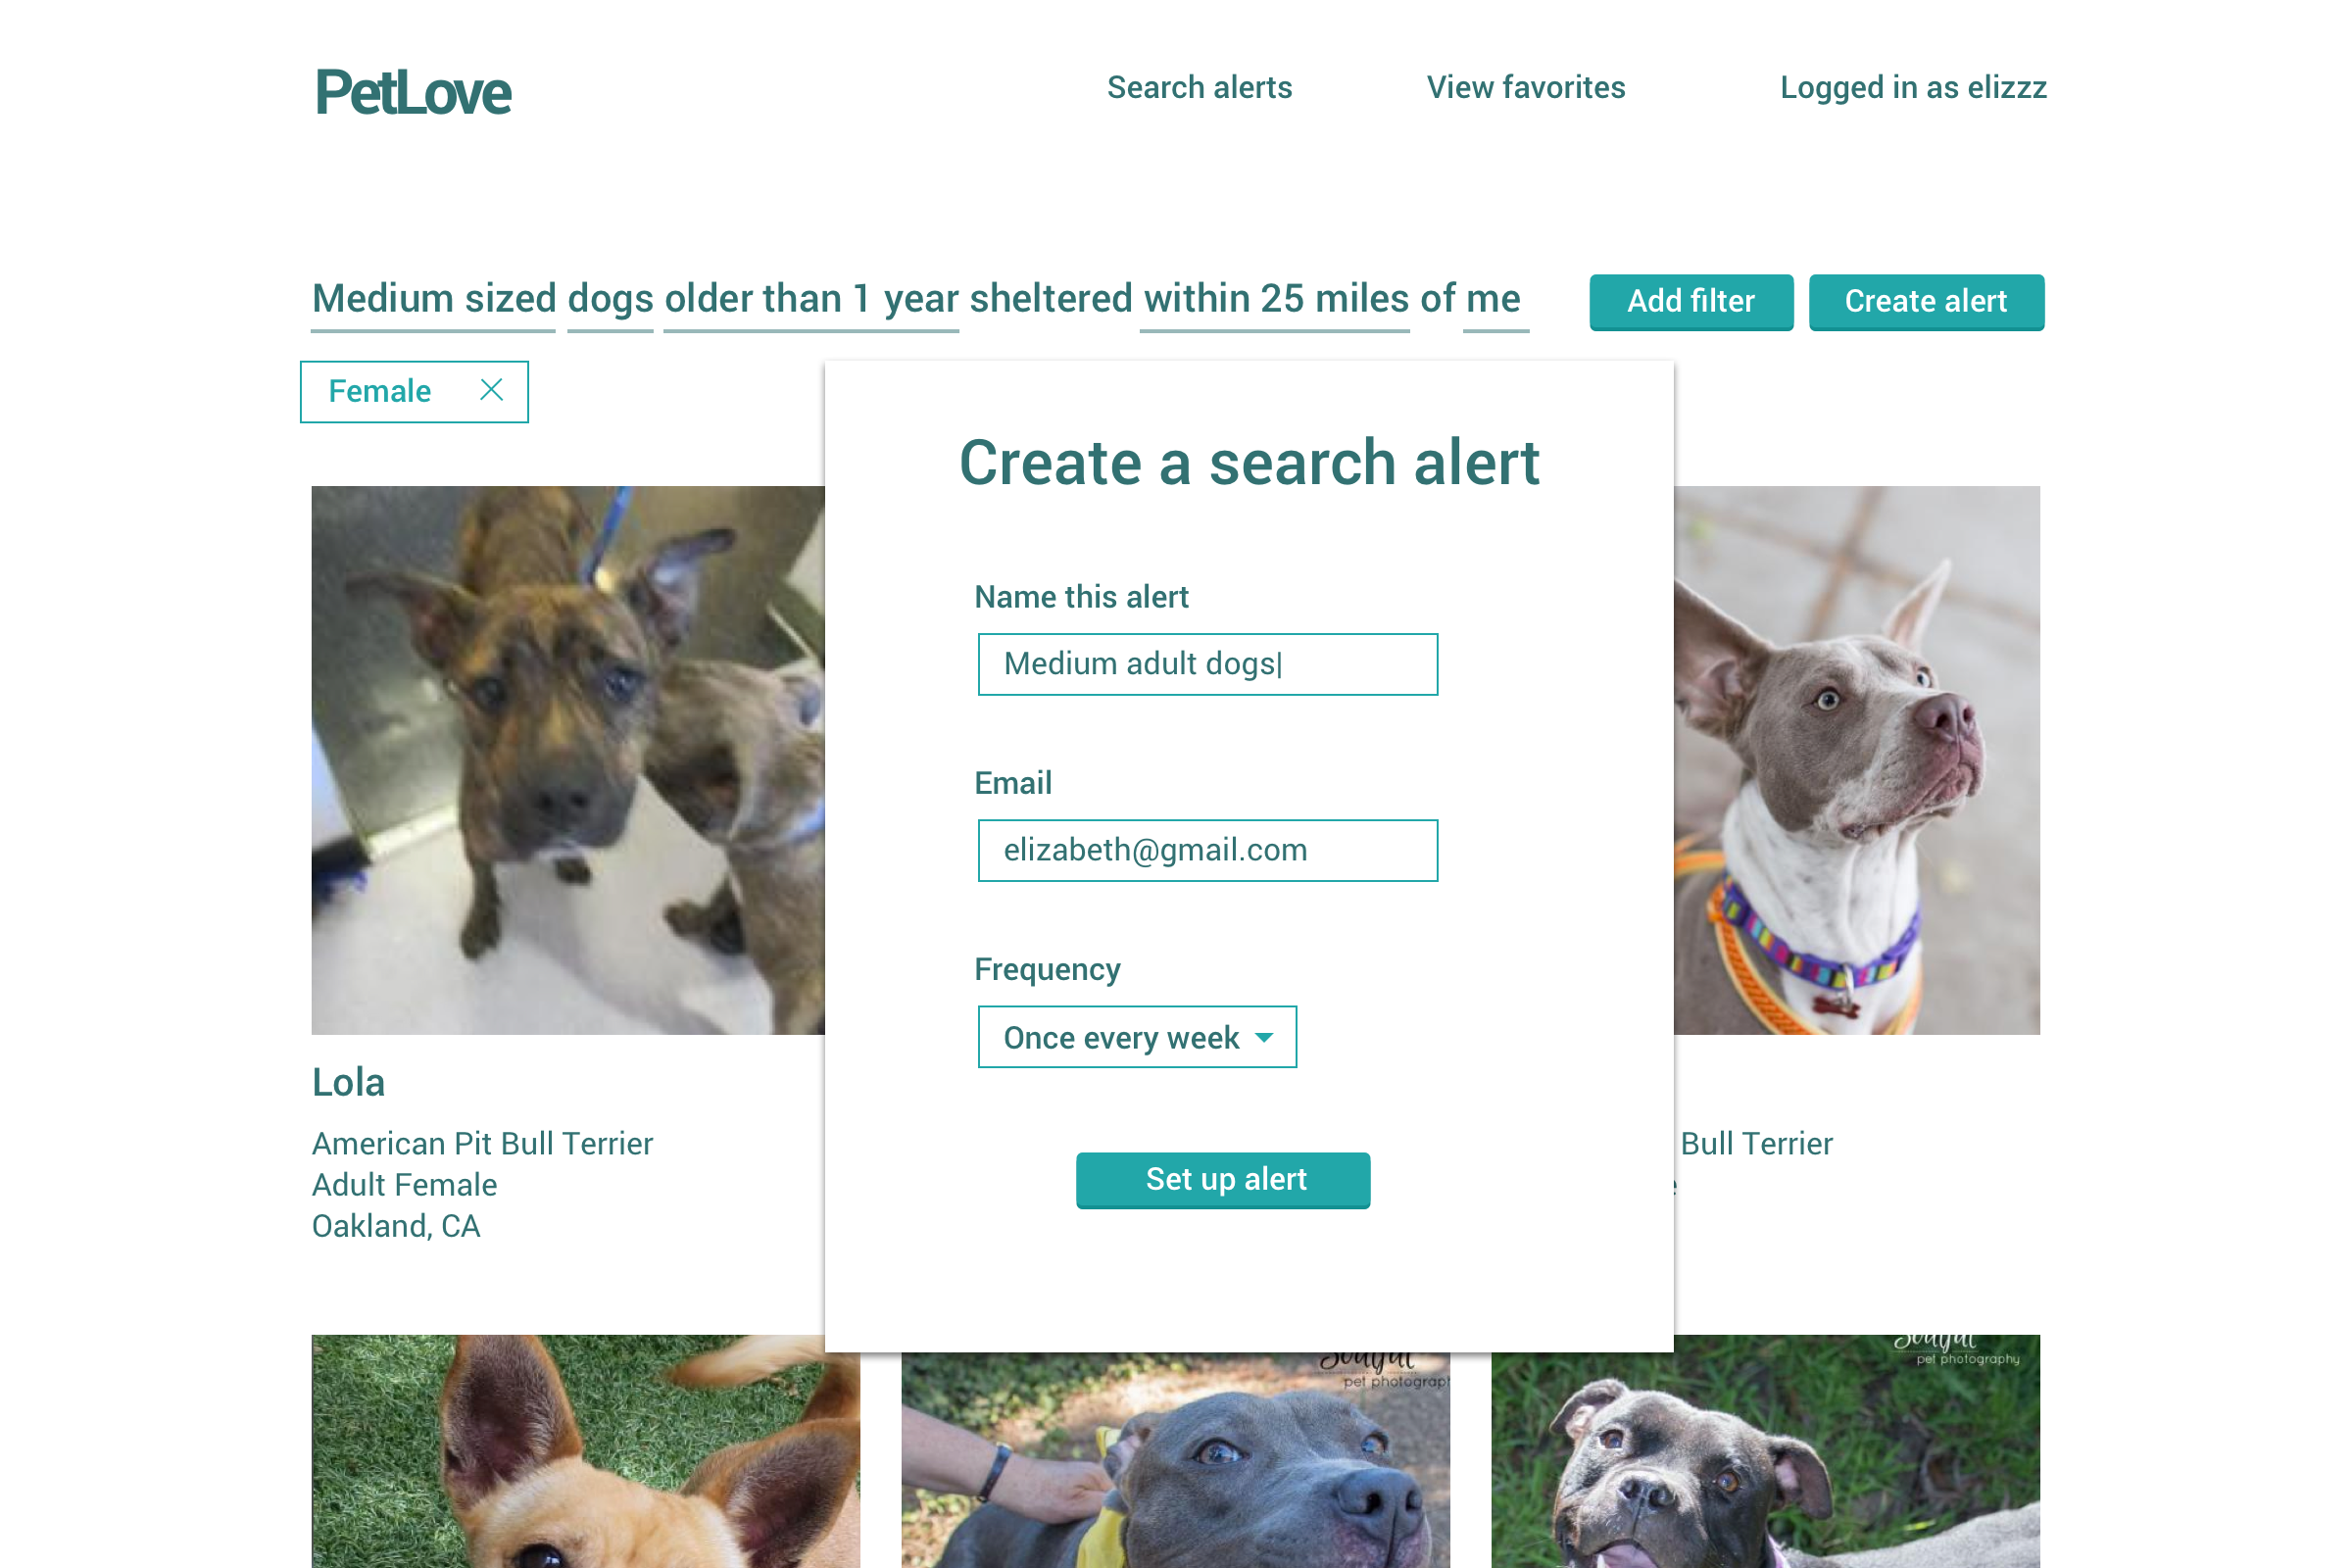 PetLove
Search alerts
View favorites
Logged in as elizzz
Medium sized dogs older than 1 year sheltered within 25 miles of me
Add filter
Create alert
Female
Create a search alert
Name this alert
Medium adult dogs
Email
elizabeth@gmail.com
Frequency
Once every week
Set up alert
Lola
American Pit Bull Terrier
Adult Female
Oakland, CA
Bull Terrier
pet photography